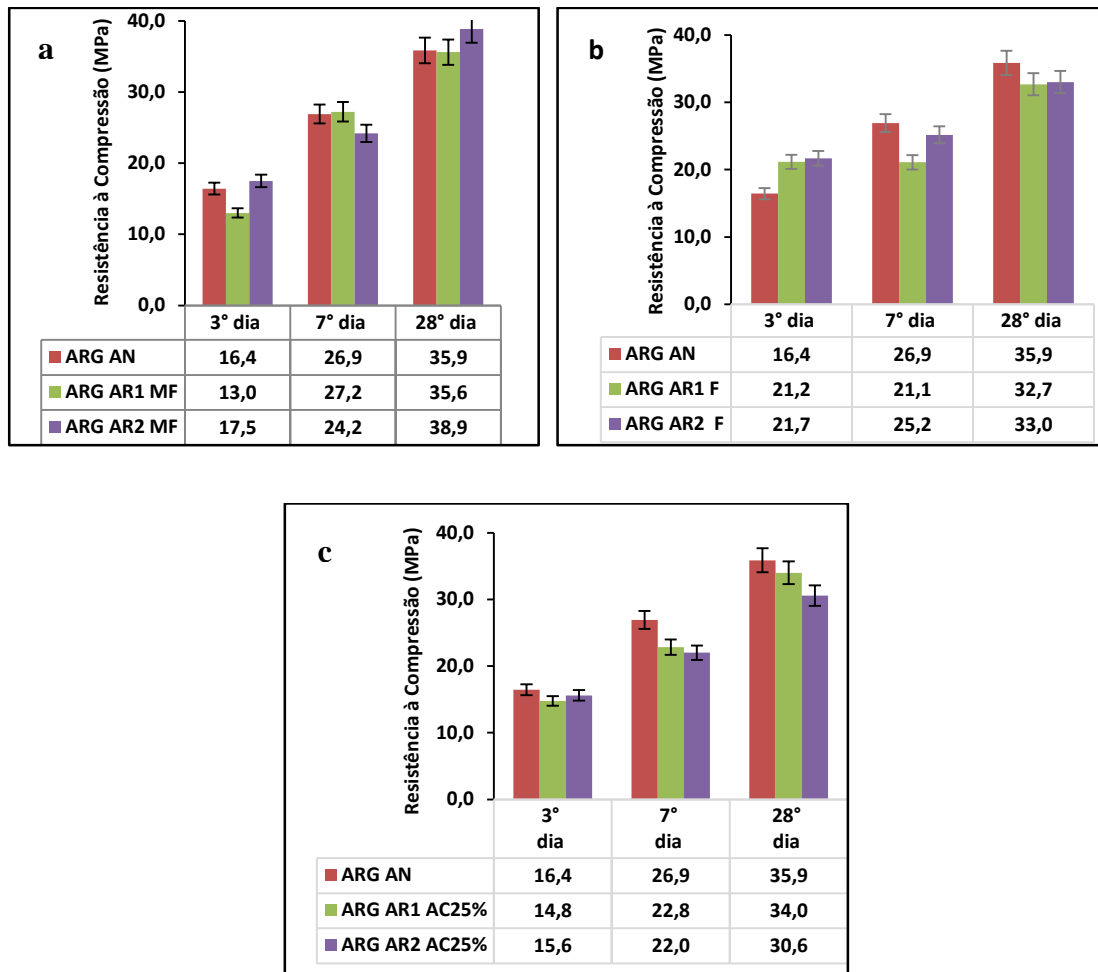 a
Resistência à Compressão (MPa)
40,0
30,0
20,0
10,0
0,0
3° dia 7° dia 28° dia
ARG AN 16,4 26,9 35,9
ARG AR1 MF 13,0 27,2 35,6
ARG AR2 MF 17,5 24,2 38,9
b
Resistência à Compressão (MPa)
40,0
30,0
20,0
10,0
0,0
3° dia 7° dia 28° dia
ARG AN 16,4 26,9 35,9
ARG AR1 F 21,2 21,1 32,7
ARG AR2 F 21,7 25,2 33,0
c
Resistência à Compressão (MPa)
40,0
30,0
20,0
10,0
0,0
3° 7° 28°
dia dia dia
ARG AN 16,4 26,9 35,9
ARG AR1 AC25% 14,8 22,8 34,0
ARG AR2 AC25% 15,6 22,0 30,6